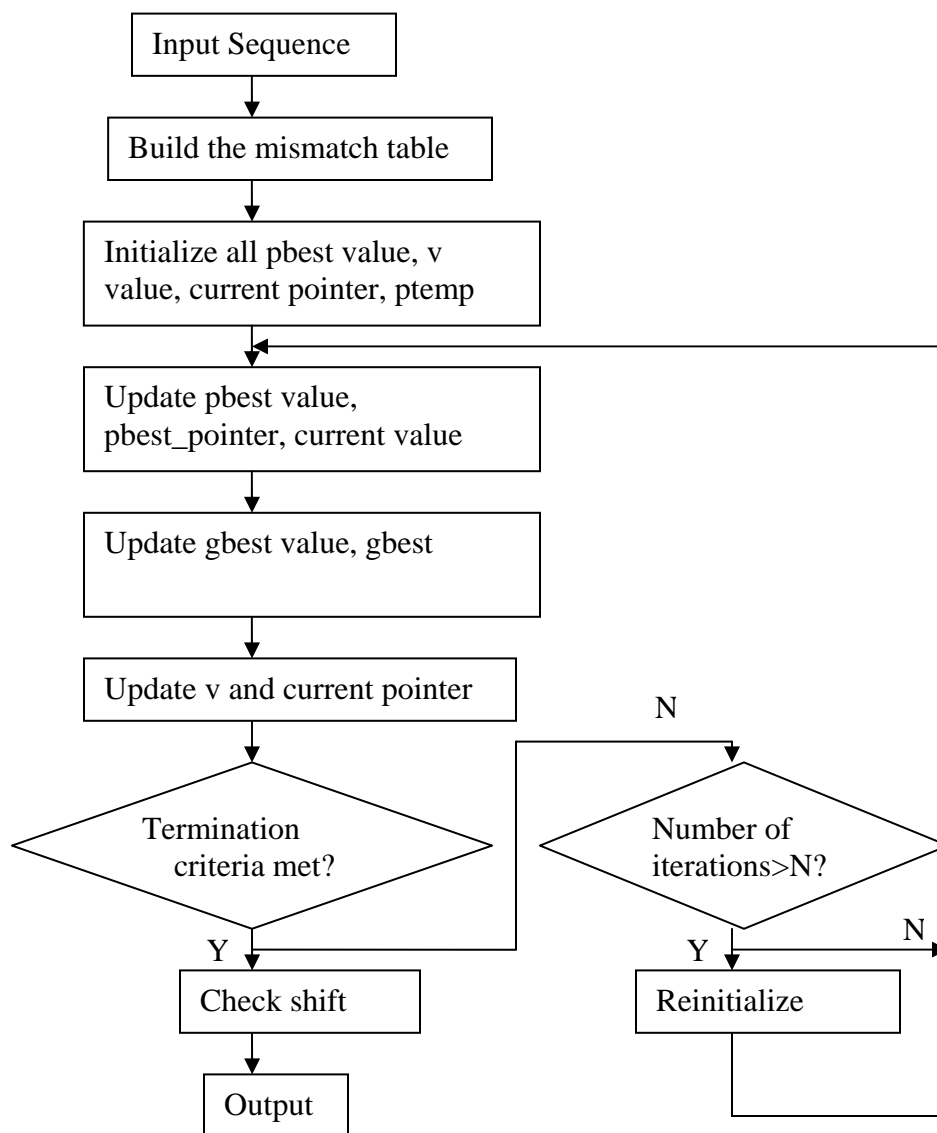 Input Sequence
Build the mismatch table
Initialize all pbest value, v
value, current pointer, ptemp
Update pbest value,
pbest_pointer, current value
Update gbest value, gbest
Update v and current pointer
N
Termination
criteria met?
Number of
iterations>N?
Y
Y
N
Check shift
Reinitialize
Output